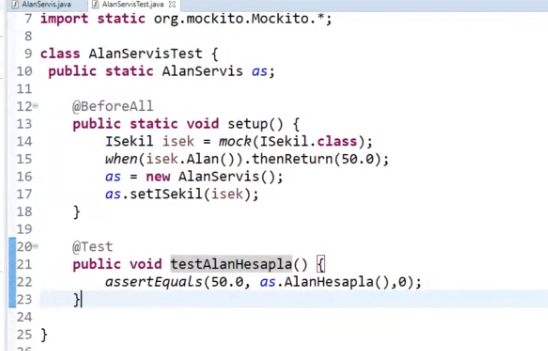 AlanServis.java AlanServisTest.java
7 import static org.mockito.Mockito.*;
8
9 class AlanServisTest {
10 public static AlanServis as;
11
12 @BeforeAll
13 public static void setup() {
14 ISekil isek = mock(ISekil.class);
15 when(isek.Alan()).thenReturn(50.0);
16 as = new AlanServis();
17 as.setISekil(isek);
18 }
19
20 @Test
21 public void testAlanHesapla() {
22 assertEquals(50.0, as.AlanHesapla(),0);
23 }
24
25 }
26